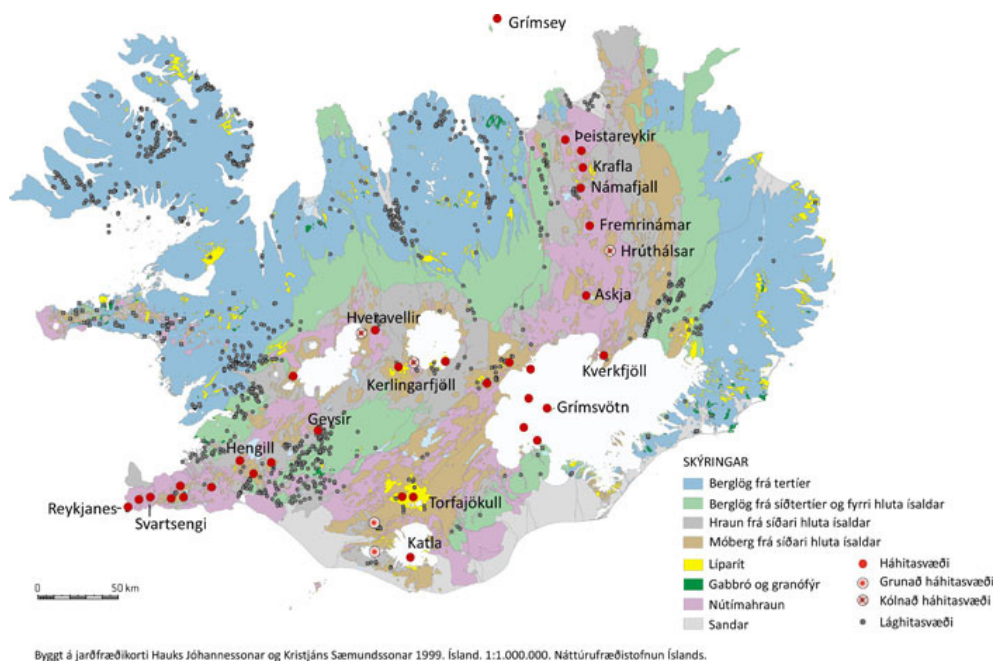 Grímsey
Þeistareykir
Krafla
Námafjall
Fremrinámar
Hrúthálsar
Askja
Hveravellir
Kverkfjöll
Kerlingarfjöll
Grímsvötn
Geysir
Hengill
Reykjanes
Svartsengi
Torfajökull
Katla
50 km
SKÝRINGAR
Berglög frá tertíer
Berglög frá síðtertíer og fyrri hluta ísaldar
Hraun frá síðari hluta ísaldar
Móberg frá síðari hluta ísaldar
Líparít
Gabbró og granófýr
Nútímahraun
Sandar
Háhitasvæði
Grunað háhitasvæði
Kólnað háhitasvæði
Lághitasvæði
Byggt á jarðfræðikorti Hauks Jóhannessonar og Kristjáns Sæmundssonar 1999. Ísland. 1:1.000.000. Náttúrufræðistofnun Íslands.